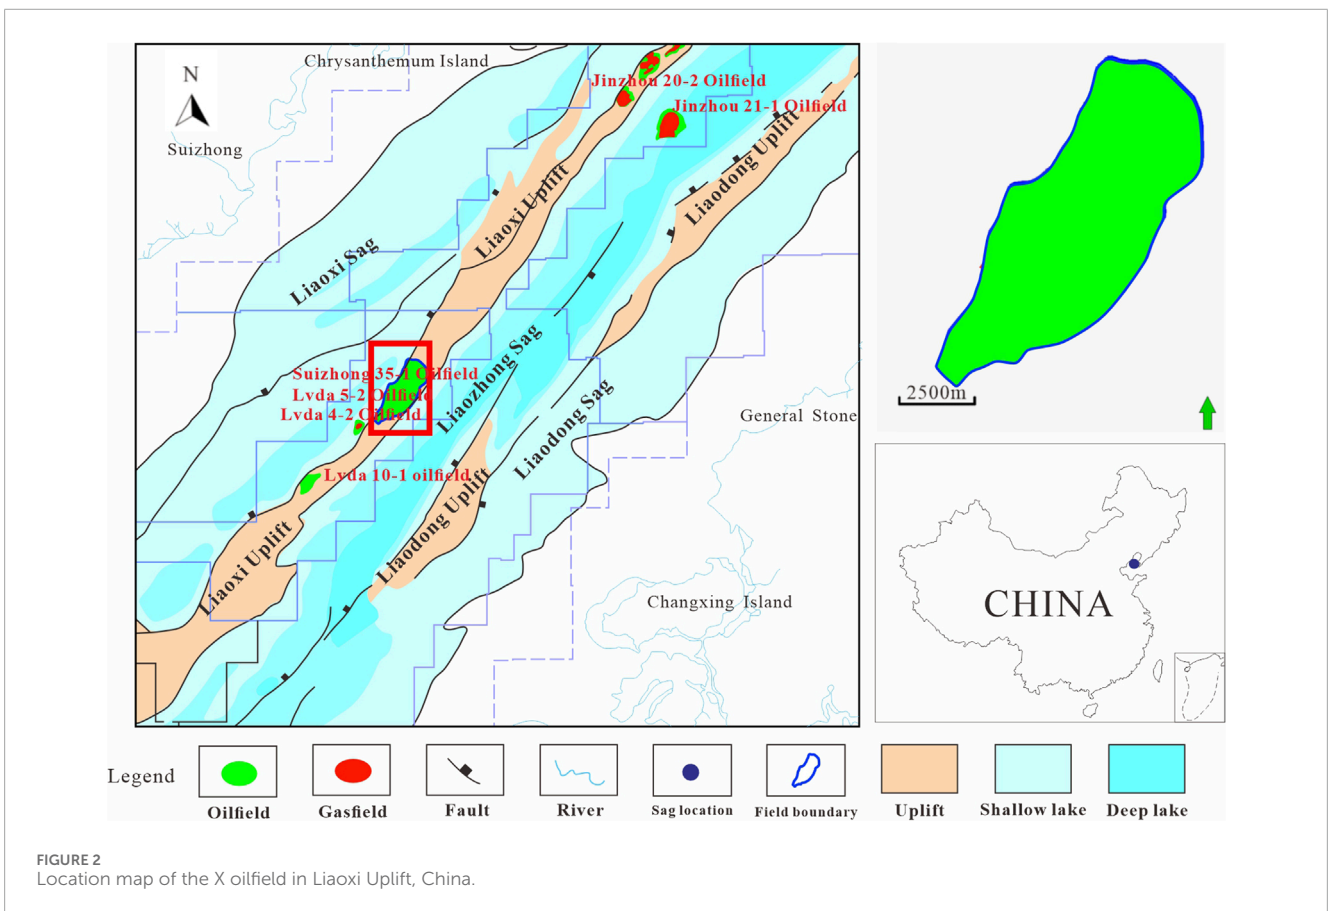 N
Chrysanthemum Island
Jinzhou 20-2 Oilfield
Jinzhou 21-1 Oilfield
Suizhong
Liaoxi Uplift
Liaodong Uplift
Liaoxi Sag
Suizhong 35-1 Oilfield
Lvda 5-2 Oilfield
Lvda 4-2 Oilfield
Liaozhong Sag
Liaodong Sag
General Stone
Lvda 10-1 oilfield
Liaodong Uplift
Liaoxi Uplift
Changxing Island
2500m
CHINA
Legend
Oilfield
Gasfield
Fault
River
Sag location
Field boundary
Uplift
Shallow lake
Deep lake
FIGURE 2
Location map of the X oilfield in Liaoxi Uplift, China.